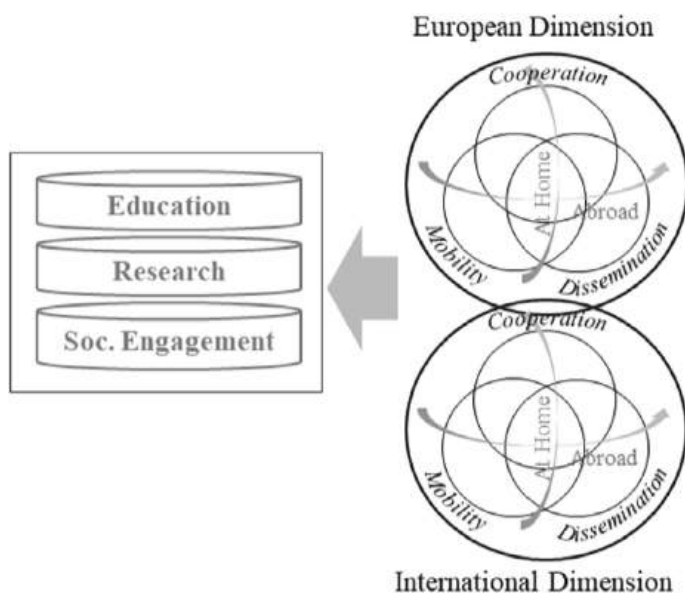 European Dimension
Cooperation
At Home
Abroad
Mobility
Dissemination
Education
Research
Soc. Engagement
Cooperation
At Home
Abroad
Mobility
Dissemination
International Dimension